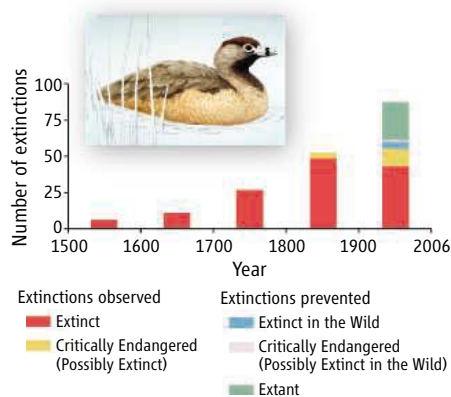 Number of extinctions
100
75
50
25
0
1500 1600 1700 1800 1900 2006
Year
Extinctions observed
Extinct
Critically Endangered
(Possibly Extinct)
Extinctions prevented
Extinct in the Wild
Critically Endangered
(Possibly Extinct in the Wild)
Extant